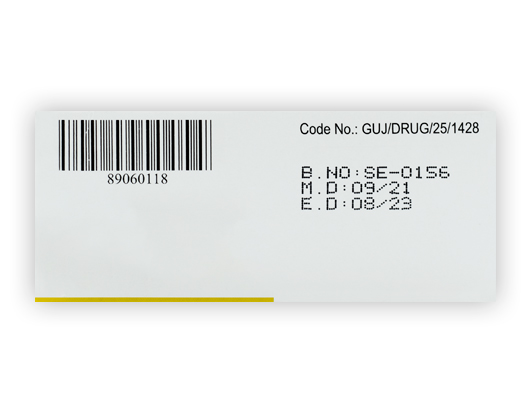 89060118
Code No.: GUJ/DRUG/25/1428
B.NO:SE-0156
M.D:09/21
E.D:08/23